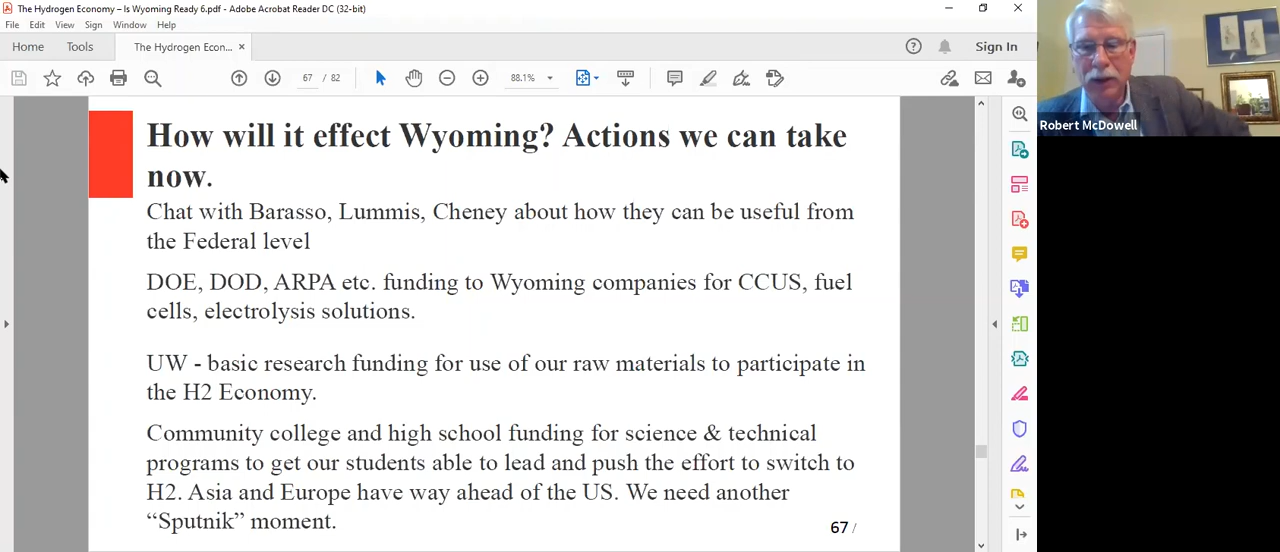 The Hydrogen Economy – Is Wyoming Ready 6.pdf - Adobe Acrobat Reader DC (32-bit)
File Edit View Sign Window Help
Home Tools The Hydrogen Econ... × Sign In
67 / 82 88.1%
How will it effect Wyoming? Actions we can take
now.
Chat with Barasso, Lummis, Cheney about how they can be useful from
the Federal level
DOE, DOD, ARPA etc. funding to Wyoming companies for CCUS, fuel
cells, electrolysis solutions.
UW - basic research funding for use of our raw materials to participate in
the H2 Economy.
Community college and high school funding for science & technical
programs to get our students able to lead and push the effort to switch to
H2. Asia and Europe have way ahead of the US. We need another
“Sputnik” moment.
67 /
Robert McDowell